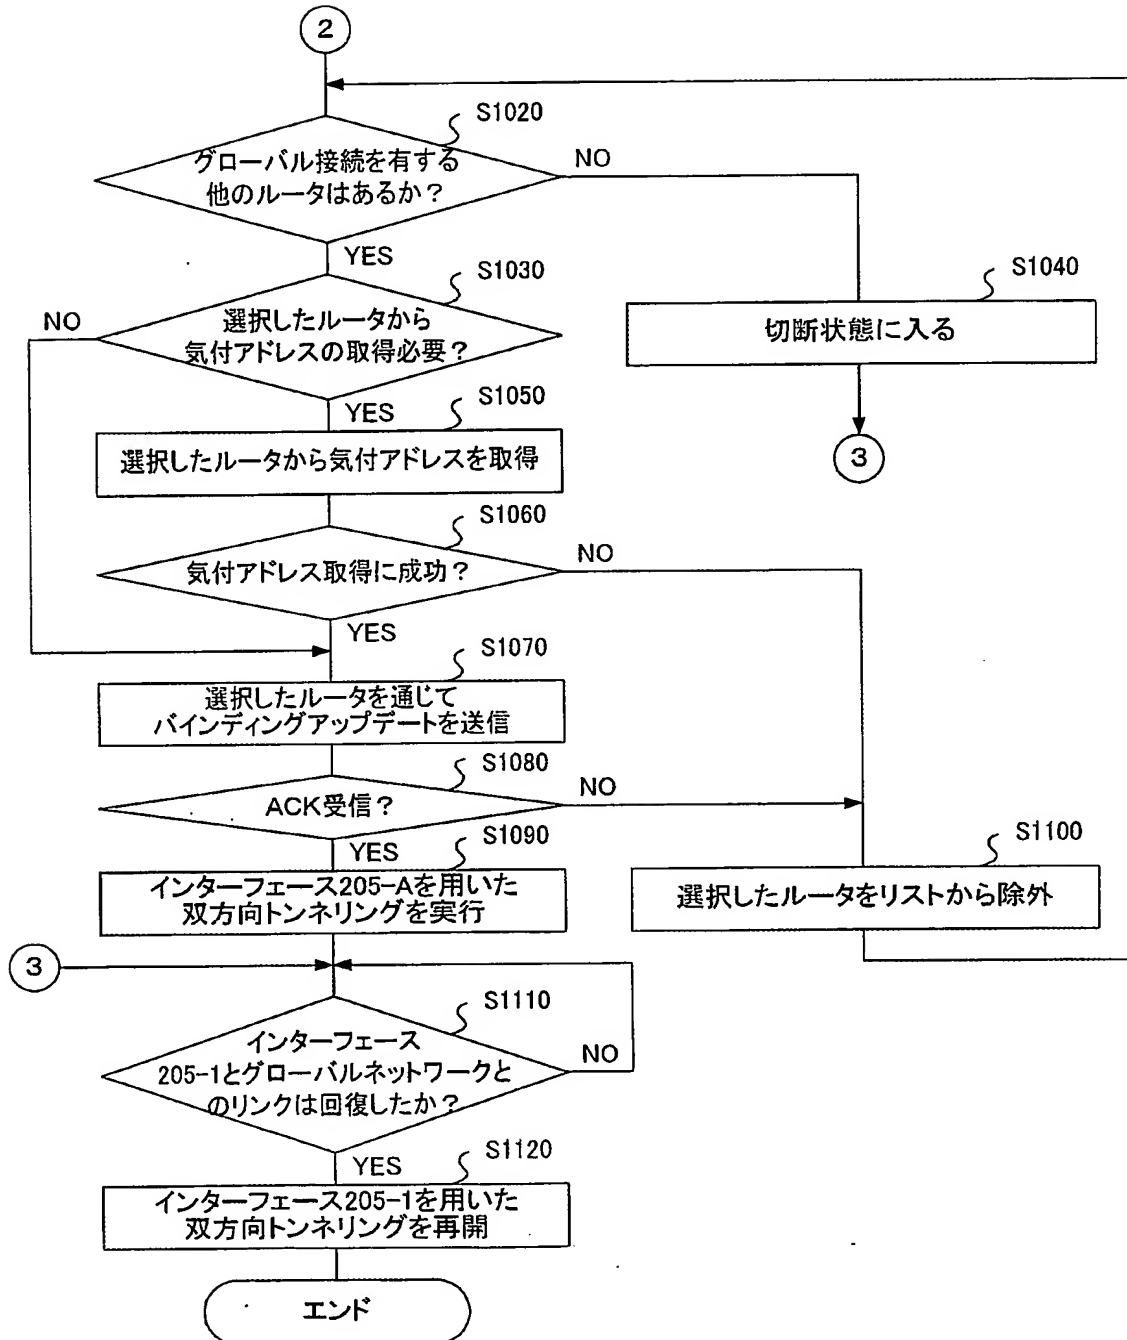 2
S1020
グローバル接続を有する
他のルータはあるか？
NO
YES
S1030
S1040
NO
選択したルータから
気付アドレスの取得必要？
切断状態に入る
YES
S1050
選択したルータから気付アドレスを取得
3
S1060
気付アドレス取得に成功？
NO
YES
S1070
選択したルータを通じて
バインディングアップデートを送信
S1080
ACK受信？
NO
YES
S1090
S1100
インターフェース205-Aを用いた
双方向トンネリングを実行
選択したルータをリストから除外
3
S1110
インターフェース
205-1とグローバルネットワークと
のリンクは回復したか？
NO
YES
S1120
インターフェース205-1を用いた
双方向トンネリングを再開
エンド